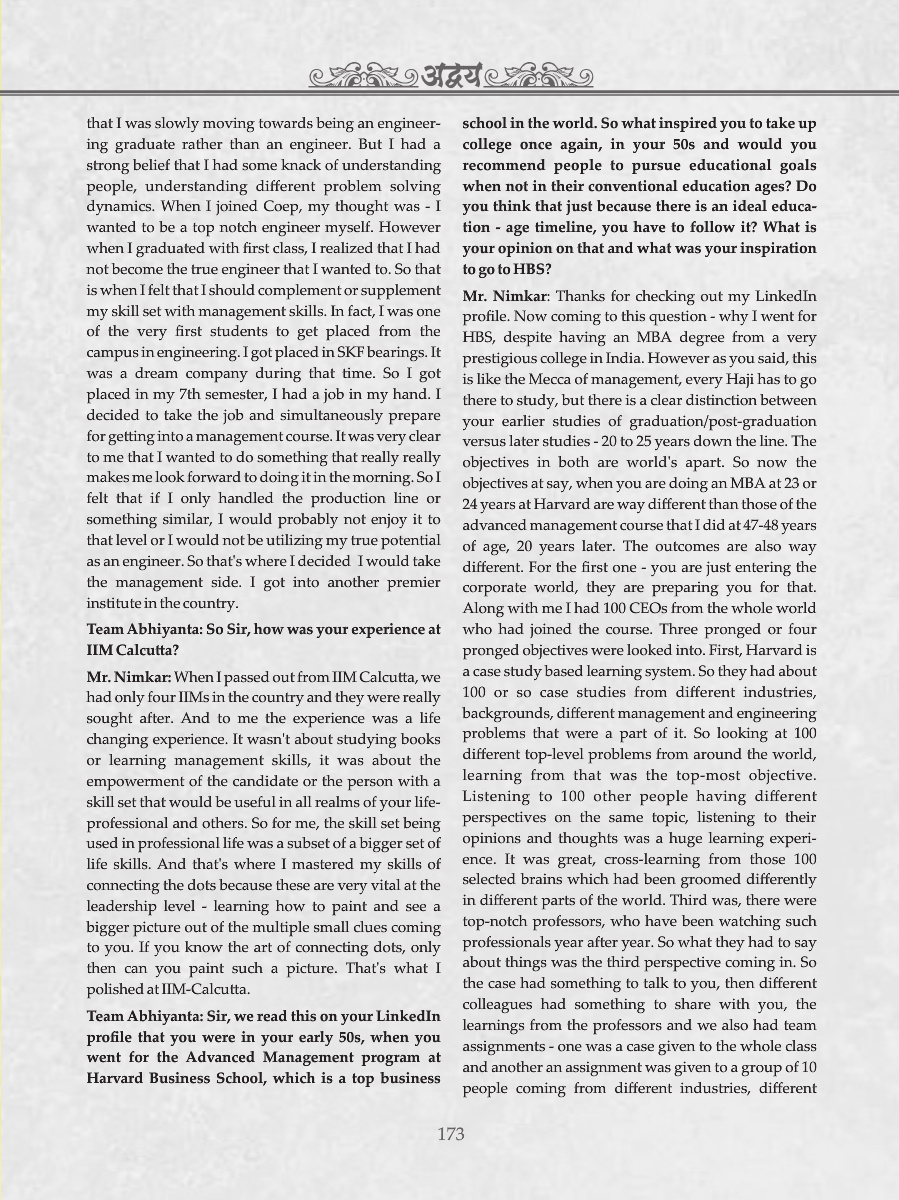 अद्वय
that I was slowly moving towards being an engineer-
ing graduate rather than an engineer. But I had a
strong belief that I had some knack of understanding
people, understanding different problem solving
dynamics. When I joined Coep, my thought was - I
wanted to be a top notch engineer myself. However
when I graduated with first class, I realized that I had
not become the true engineer that I wanted to. So that
is when I felt that I should complement or supplement
my skill set with management skills. In fact, I was one
of the very first students to get placed from the
campus in engineering. I got placed in SKF bearings. It
was a dream company during that time. So I got
placed in my 7th semester, I had a job in my hand. I
decided to take the job and simultaneously prepare
for getting into a management course. It was very clear
to me that I wanted to do something that really really
makes me look forward to doing it in the morning. So I
felt that if I only handled the production line or
something similar, I would probably not enjoy it to
that level or I would not be utilizing my true potential
as an engineer. So that's where I decided I would take
the management side. I got into another premier
institute in the country.
Team Abhiyanta: So Sir, how was your experience at
IIM Calcutta?
Mr. Nimkar: When I passed out from IIM Calcutta, we
had only four IIMs in the country and they were really
sought after. And to me the experience was a life
changing experience. It wasn't about studying books
or learning management skills, it was about the
empowerment of the candidate or the person with a
skill set that would be useful in all realms of your life-
professional and others. So for me, the skill set being
used in professional life was a subset of a bigger set of
life skills. And that's where I mastered my skills of
connecting the dots because these are very vital at the
leadership level - learning how to paint and see a
bigger picture out of the multiple small clues coming
to you. If you know the art of connecting dots, only
then can you paint such a picture. That's what I
polished at IIM-Calcutta.
Team Abhiyanta: Sir, we read this on your LinkedIn
profile that you were in your early 50s, when you
went for the Advanced Management program at
Harvard Business School, which is a top business
school in the world. So what inspired you to take up
college once again, in your 50s and would you
recommend people to pursue educational goals
when not in their conventional education ages? Do
you think that just because there is an ideal educa-
tion - age timeline, you have to follow it? What is
your opinion on that and what was your inspiration
to go to HBS?
Mr. Nimkar: Thanks for checking out my LinkedIn
profile. Now coming to this question - why I went for
HBS, despite having an MBA degree from a very
prestigious college in India. However as you said, this
is like the Mecca of management, every Haji has to go
there to study, but there is a clear distinction between
your earlier studies of graduation/post-graduation
versus later studies - 20 to 25 years down the line. The
objectives in both are world's apart. So now the
objectives at say, when you are doing an MBA at 23 or
24 years at Harvard are way different than those of the
advanced management course that I did at 47-48 years
of age, 20 years later. The outcomes are also way
different. For the first one - you are just entering the
corporate world, they are preparing you for that.
Along with me I had 100 CEOs from the whole world
who had joined the course. Three pronged or four
pronged objectives were looked into. First, Harvard is
a case study based learning system. So they had about
100 or so case studies from different industries,
backgrounds, different management and engineering
problems that were a part of it. So looking at 100
different top-level problems from around the world,
learning from that was the top-most objective.
Listening to 100 other people having different
perspectives on the same topic, listening to their
opinions and thoughts was a huge learning experi-
ence. It was great, cross-learning from those 100
selected brains which had been groomed differently
in different parts of the world. Third was, there were
top-notch professors, who have been watching such
professionals year after year. So what they had to say
about things was the third perspective coming in. So
the case had something to talk to you, then different
colleagues had something to share with you, the
learnings from the professors and we also had team
assignments - one was a case given to the whole class
and another an assignment was given to a group of 10
people coming from different industries, different
173